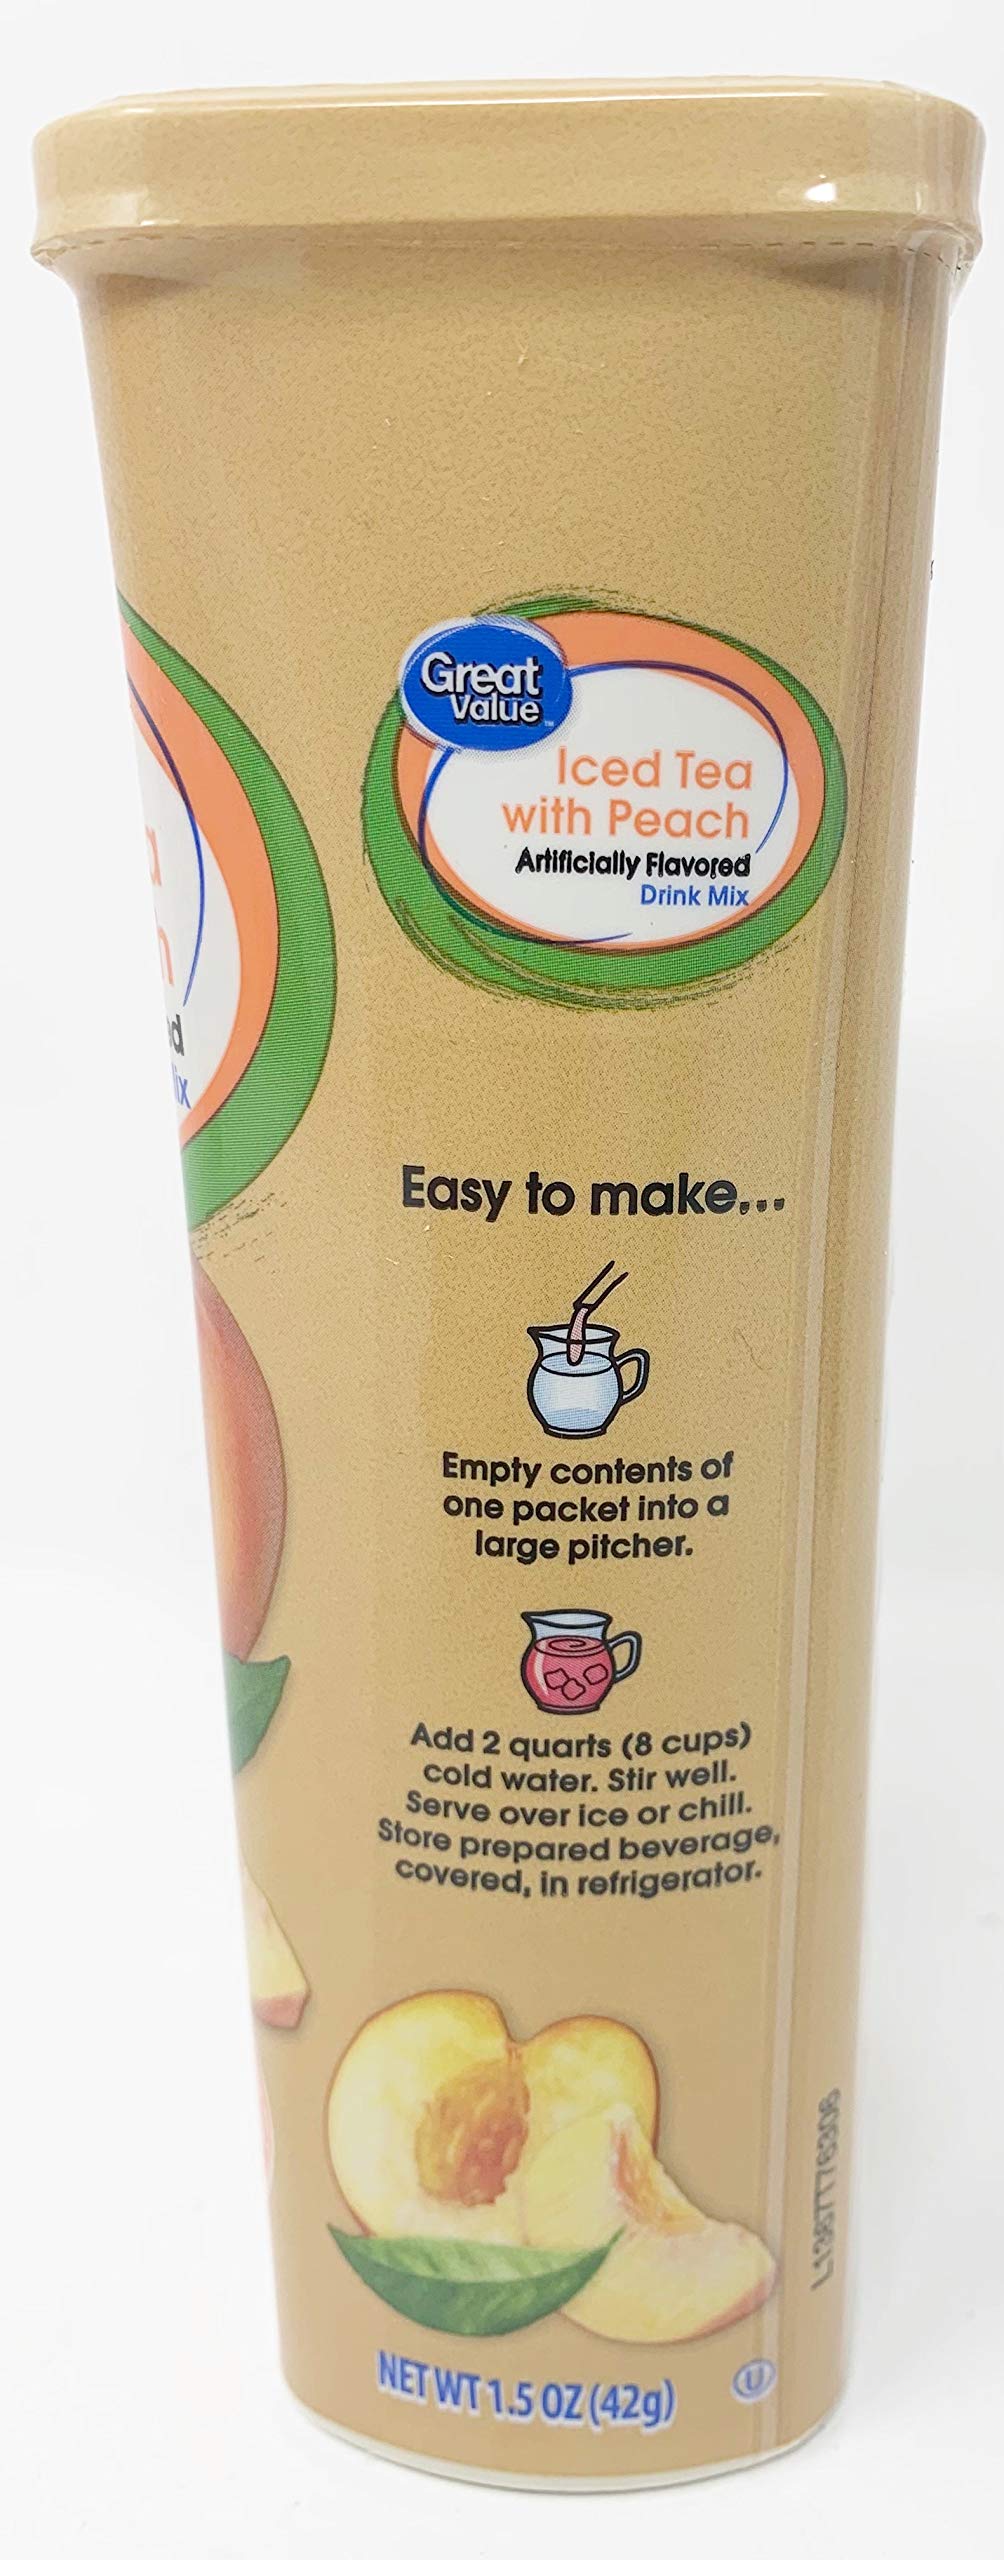 Great
Value™
Iced Tea
with Peach
Artificially Flavored
Drink Mix
Easy to make...
Empty contents of
one packet into a
large pitcher.
Add 2 quarts (8 cups)
cold water. Stir well.
Serve over ice or chill.
Store prepared beverage,
covered, in refrigerator.
NET WT 1.5 OZ (42g)
U